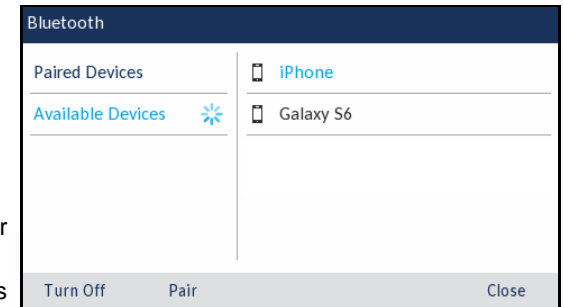 Bluetooth
Paired Devices
Available Devices
iPhone
Galaxy S6
r
s
Turn Off Pair Close